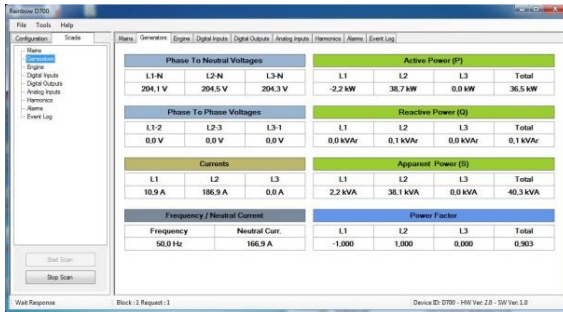 Rainbow D700.
File Tools Help
Configuration Scada
Mains Generators Engine Digital Inputs Digital Outputs Analog Inputs Harmonics Alarms Event Log
Mains
Generators
Engine
Digital Inputs
Digital Outputs
Analog Inputs
Harmonics
Alarms
Event Log
Phase To Neutral Voltages
L1-N L2-N L3-N
204,1 V 204,5 V 204,3 V
Active Power (P)
L1 L2 L3 Total
-2,2 kW 38,7 kW 0,0 kW 36,5 kW
Phase To Phase Voltages
L1-2 L2-3 L3-1
0,0 V 0,0 V 0,0 V
Reactive Power (Q)
L1 L2 L3 Total
0,0 kVAr 0,1 kVAr 0,0 kVAr 0,1 kVAr
Currents
L1 L2 L3
10,9 A 186,9 A 0,0 A
Apparent Power (S)
L1 L2 L3 Total
2,2 kVA 38,1 kVA 0,0 kVA 40,3 kVA
Frequency / Neutral Current
Frequency Neutral Curr.
50,0 Hz 166,9 A
Power Factor
L1 L2 L3 Total
-1,000 1,000 0,000 0,903
Start Scan
Stop Scan
Wait Response
Block : 1 Request : 1
Device ID: D700 - HW Ver: 2.0 - SW Ver: 1.0